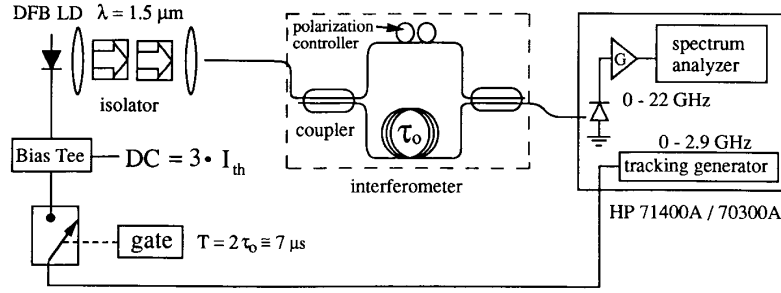 DFB LD λ = 1.5 µm
isolator
polarization
controller
coupler
τo
interferometer
G
spectrum
analyzer
0 - 22 GHz
0 - 2.9 GHz
tracking generator
HP 71400A / 70300A
Bias Tee
DC = 3 • Ith
gate
T = 2 τo ≅ 7 µs